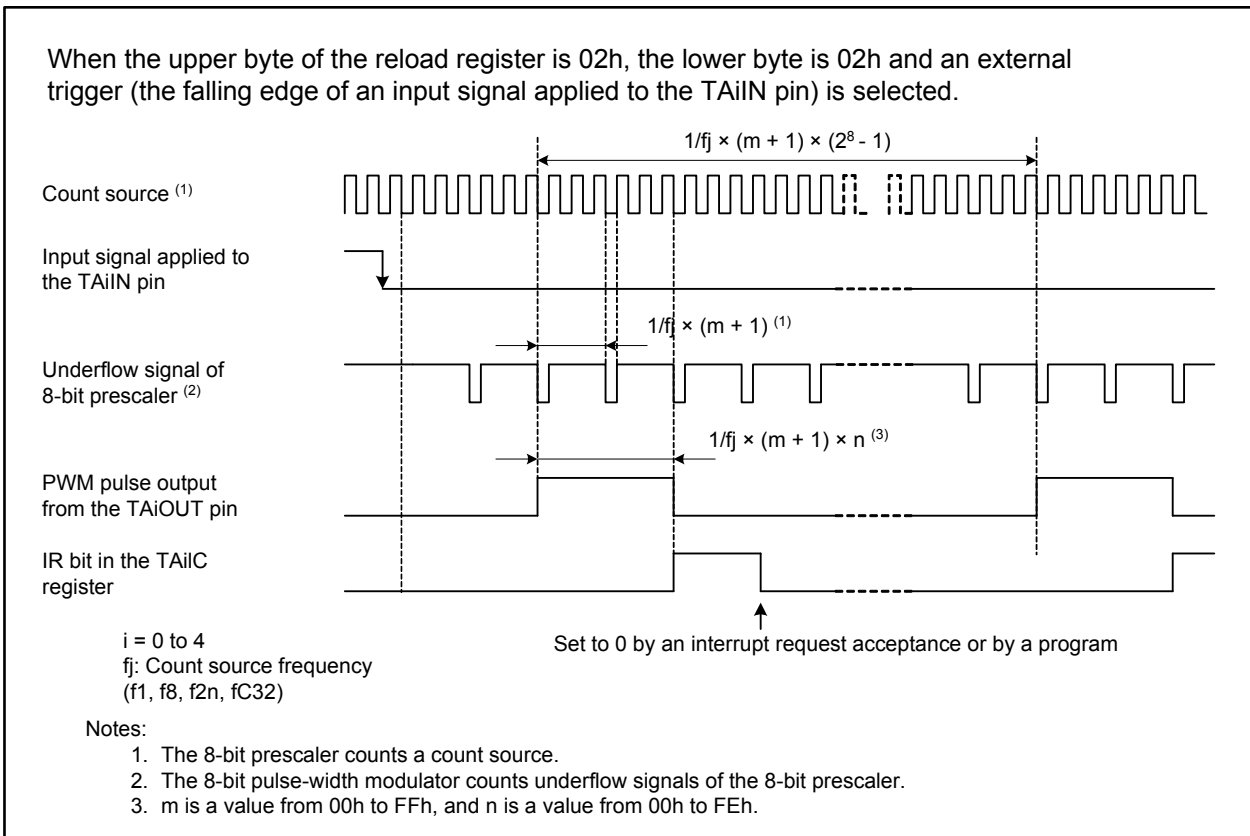 When the upper byte of the reload register is 02h, the lower byte is 02h and an external
trigger (the falling edge of an input signal applied to the TAiIN pin) is selected.
1/fj × (m + 1) × (2⁸ - 1)
Count source (1)
Input signal applied to
the TAiIN pin
1/fj × (m + 1) (1)
Underflow signal of
8-bit prescaler (2)
1/fj × (m + 1) × n (3)
PWM pulse output
from the TAiOUT pin
IR bit in the TAiIC
register
Set to 0 by an interrupt request acceptance or by a program
i = 0 to 4
fj: Count source frequency
(f1, f8, f2n, fC32)
Notes:
1. The 8-bit prescaler counts a count source.
2. The 8-bit pulse-width modulator counts underflow signals of the 8-bit prescaler.
3. m is a value from 00h to FFh, and n is a value from 00h to FEh.